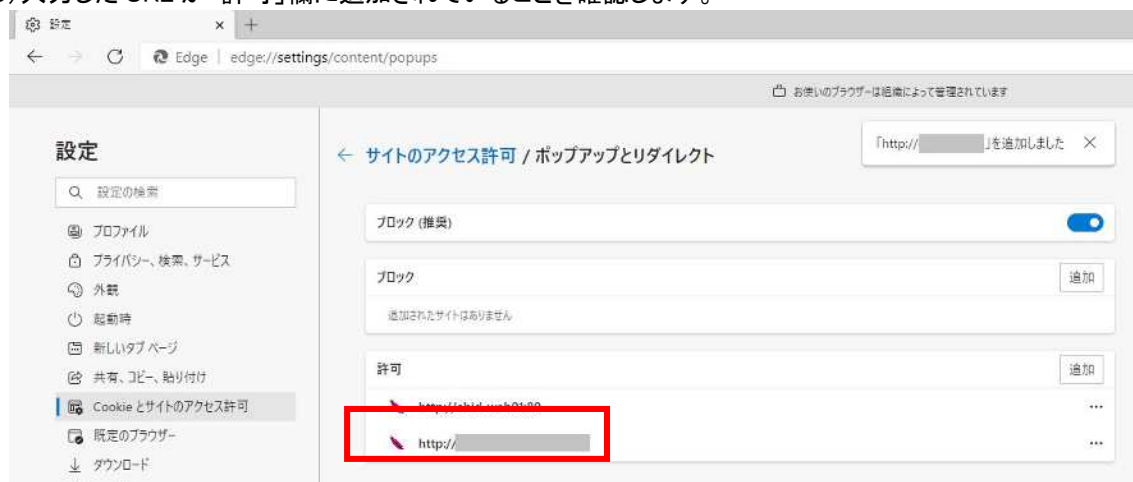 入力した URL が「許可」欄に追加されていることを確認します。
設定
Edge | edge://settings/content/popups
お使いのブラウザーは組織によって管理されています
設定
サイトのアクセス許可 / ポップアップとリダイレクト
「http:// 」を追加しました
設定の検索
ブロック (推奨)
プロファイル
プライバシー、検索、サービス
ブロック
追加
外観
追加されたサイトはありません
起動時
新しいタブ ページ
許可
追加
共有、コピー、貼り付け
Cookie とサイトのアクセス許可
既定のブラウザー
http://
ダウンロード